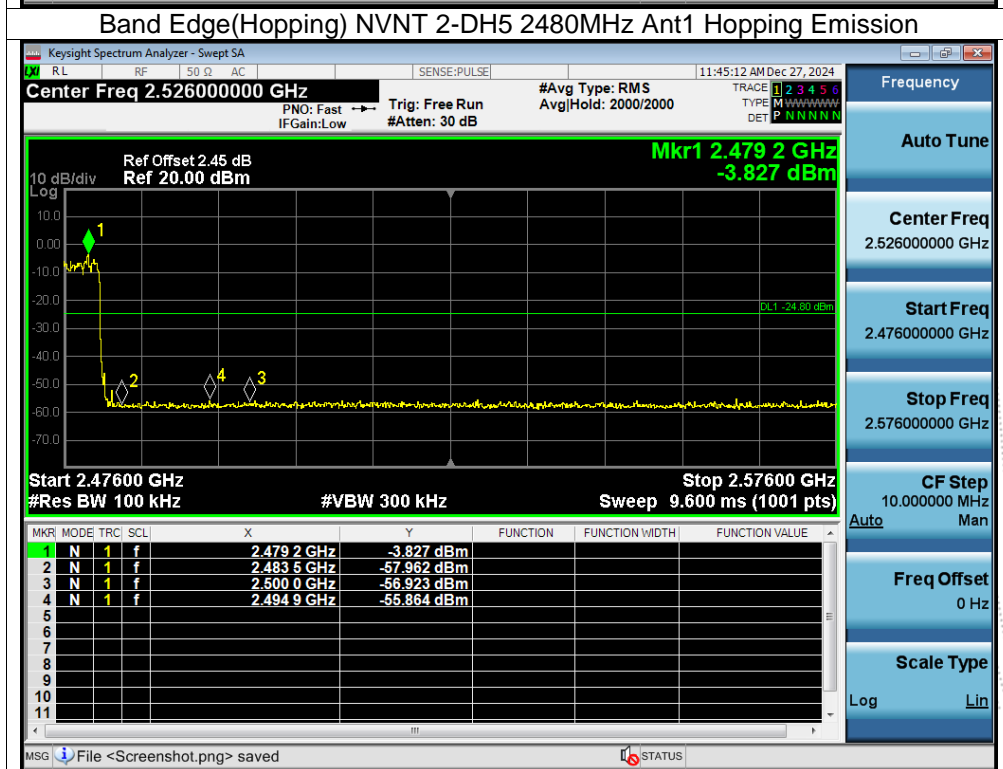 Band Edge(Hopping) NVNT 2-DH5 2480MHz Ant1 Hopping Emission
Keysight Spectrum Analyzer - Swept SA
LXI RL RF 50 Ω AC SENSE:PULSE 11:45:12 AM Dec 27, 2024
Center Freq 2.526000000 GHz #Avg Type: RMS TRACE 1 2 3 4 5 6
PNO: Fast Trig: Free Run Avg|Hold: 2000/2000 TYPE M WWWWW
IFGain:Low #Atten: 30 dB DET P N N N N N
Mkr1 2.479 2 GHz
-3.827 dBm
Ref Offset 2.45 dB
10 dB/div Ref 20.00 dBm
Log
10.0
0.00
-10.0
-20.0
-30.0
-40.0
-50.0
-60.0
-70.0
1
2
4
3
DL1 -24.80 dBm
Start 2.47600 GHz Stop 2.57600 GHz
#Res BW 100 kHz #VBW 300 kHz Sweep 9.600 ms (1001 pts)
MKR MODE TRC SCL X Y FUNCTION FUNCTION WIDTH FUNCTION VALUE
1 N 1 f 2.479 2 GHz -3.827 dBm
2 N 1 f 2.483 5 GHz -57.962 dBm
3 N 1 f 2.500 0 GHz -56.923 dBm
4 N 1 f 2.494 9 GHz -55.864 dBm
5
6
7
8
9
10
11
MSG File <Screenshot.png> saved STATUS
Frequency
Auto Tune
Center Freq
2.526000000 GHz
Start Freq
2.476000000 GHz
Stop Freq
2.576000000 GHz
CF Step
10.000000 MHz
Auto Man
Freq Offset
0 Hz
Scale Type
Log Lin